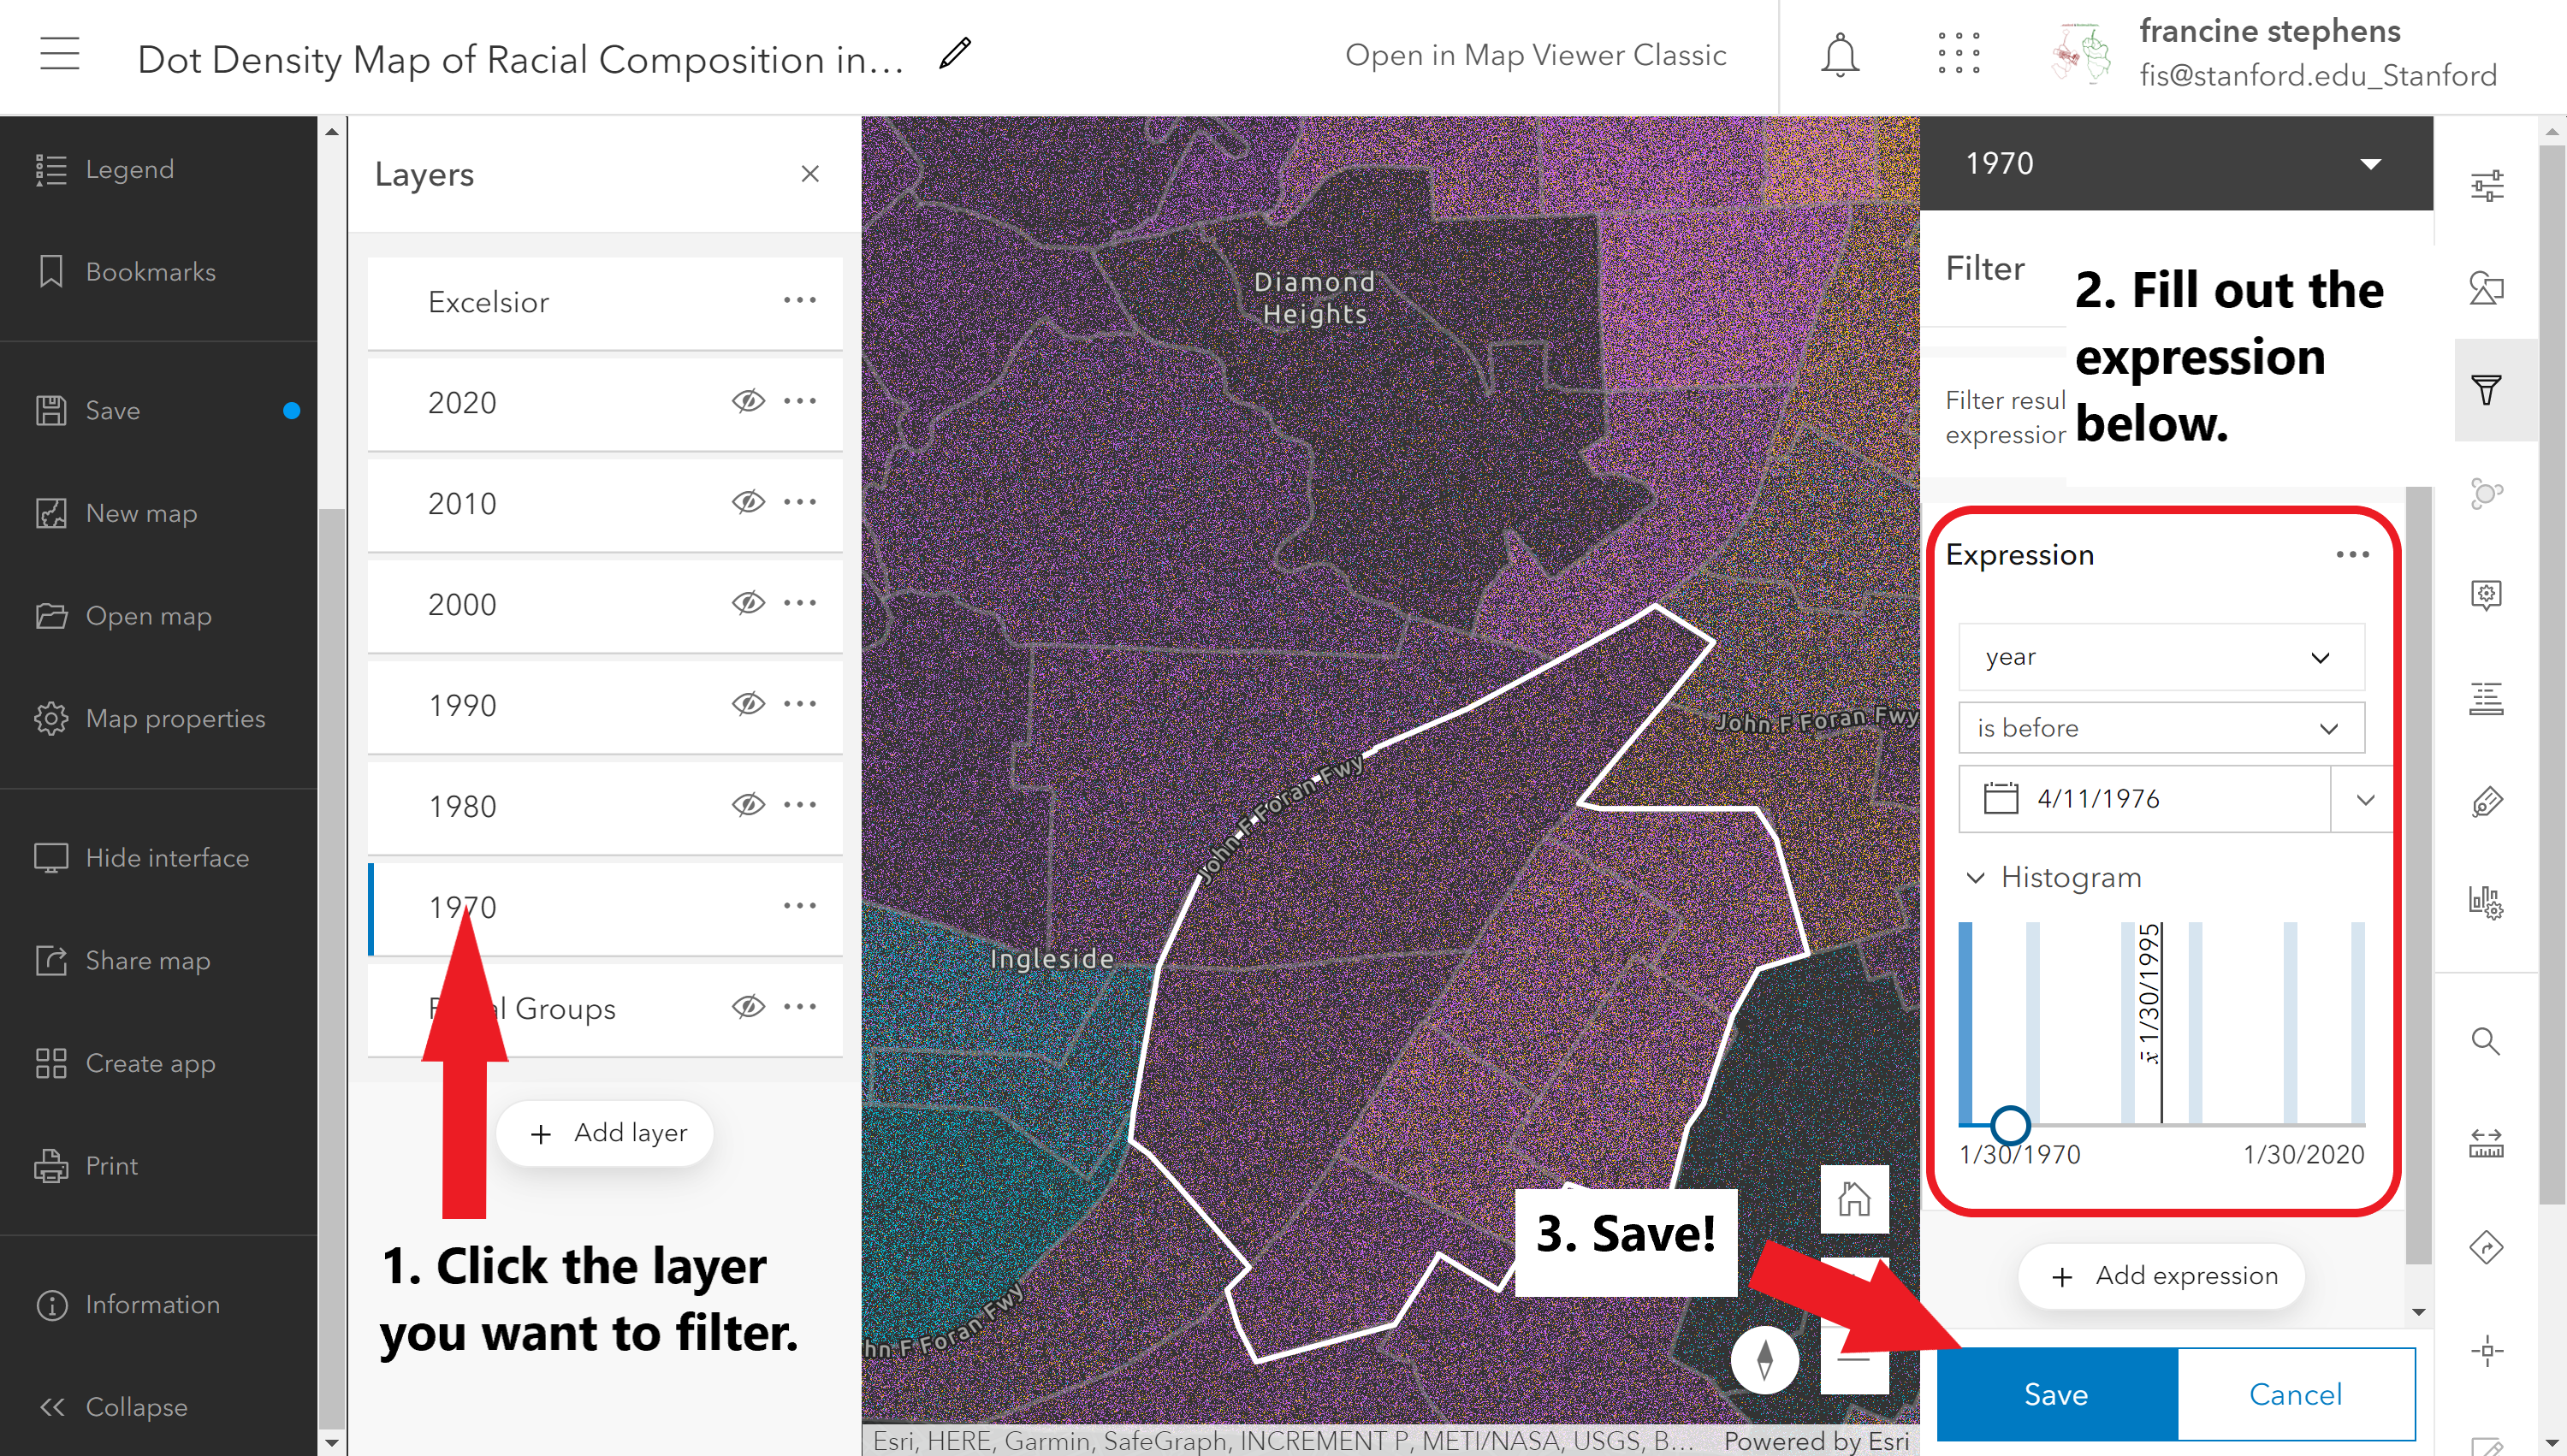 Dot Density Map of Racial Composition in...
Open in Map Viewer Classic
francine stephens
fis@stanford.edu_Stanford
Legend
Bookmarks
Save
New map
Open map
Map properties
Hide interface
Share map
Create app
Print
Information
Collapse
Layers
Excelsior
2020
2010
2000
1990
1980
1970
Groups
+ Add layer
1. Click the layer
you want to filter.
Diamond
Heights
John F Foran Fwy
John F Foran Fwy
Ingleside
F Foran Fwy
3. Save!
Esri, HERE, Garmin, SafeGraph, INCREMENT P, METI/NASA, USGS, B...
Powered by Esri
1970
Filter
2. Fill out the
expression
below.
Filter
Expression
year
is before
4/11/1976
Histogram
x̄ 1/30/1995
1/30/1970
1/30/2020
+ Add expression
Save
Cancel